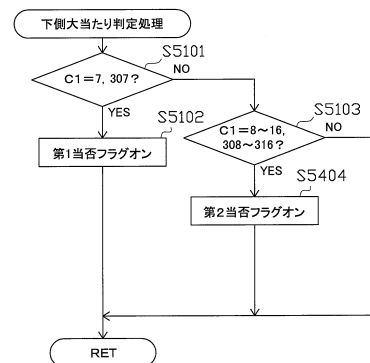 下側大当たり判定処理
S5101
C1＝7, 307？
NO
YES
S5102
第1当否フラグオン
S5103
C1＝8～16,
308～316？
NO
YES
S5404
第2当否フラグオン
RET